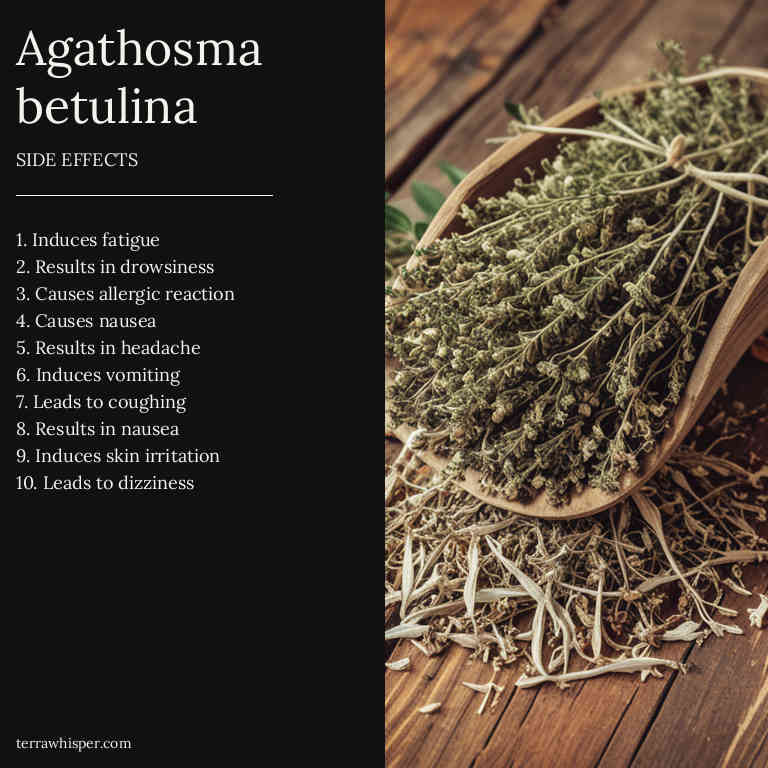 Agathosma
betulina
SIDE EFFECTS
1. Induces fatigue
2. Results in drowsiness
3. Causes allergic reaction
4. Causes nausea
5. Results in headache
6. Induces vomiting
7. Leads to coughing
8. Results in nausea
9. Induces skin irritation
10. Leads to dizziness
terrawhisper.com